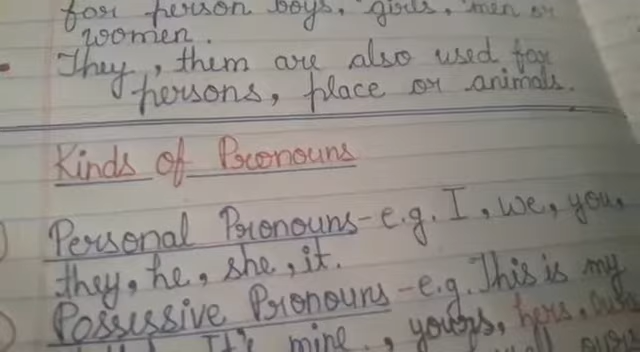 for person boys, girls, men or
women.
They, them are also used for
persons, place or animals.
Kinds of Pronouns
Personal Pronouns - e.g. I, we, you,
they, he, she, it.
Possessive Pronouns - e.g. This is my
It's mine, yours, hers,